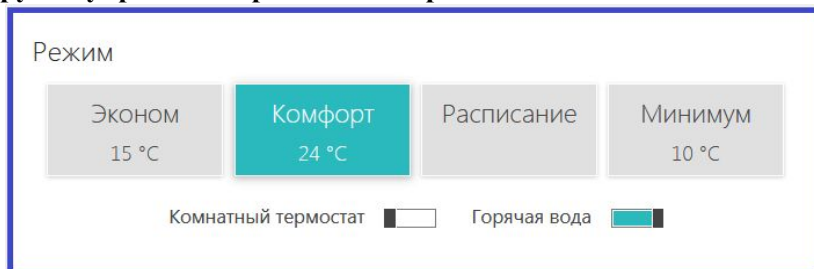 Режим
Эконом Комфорт Расписание Минимум
15 °C 24 °C 10 °C
Комнатный термостат Горячая вода